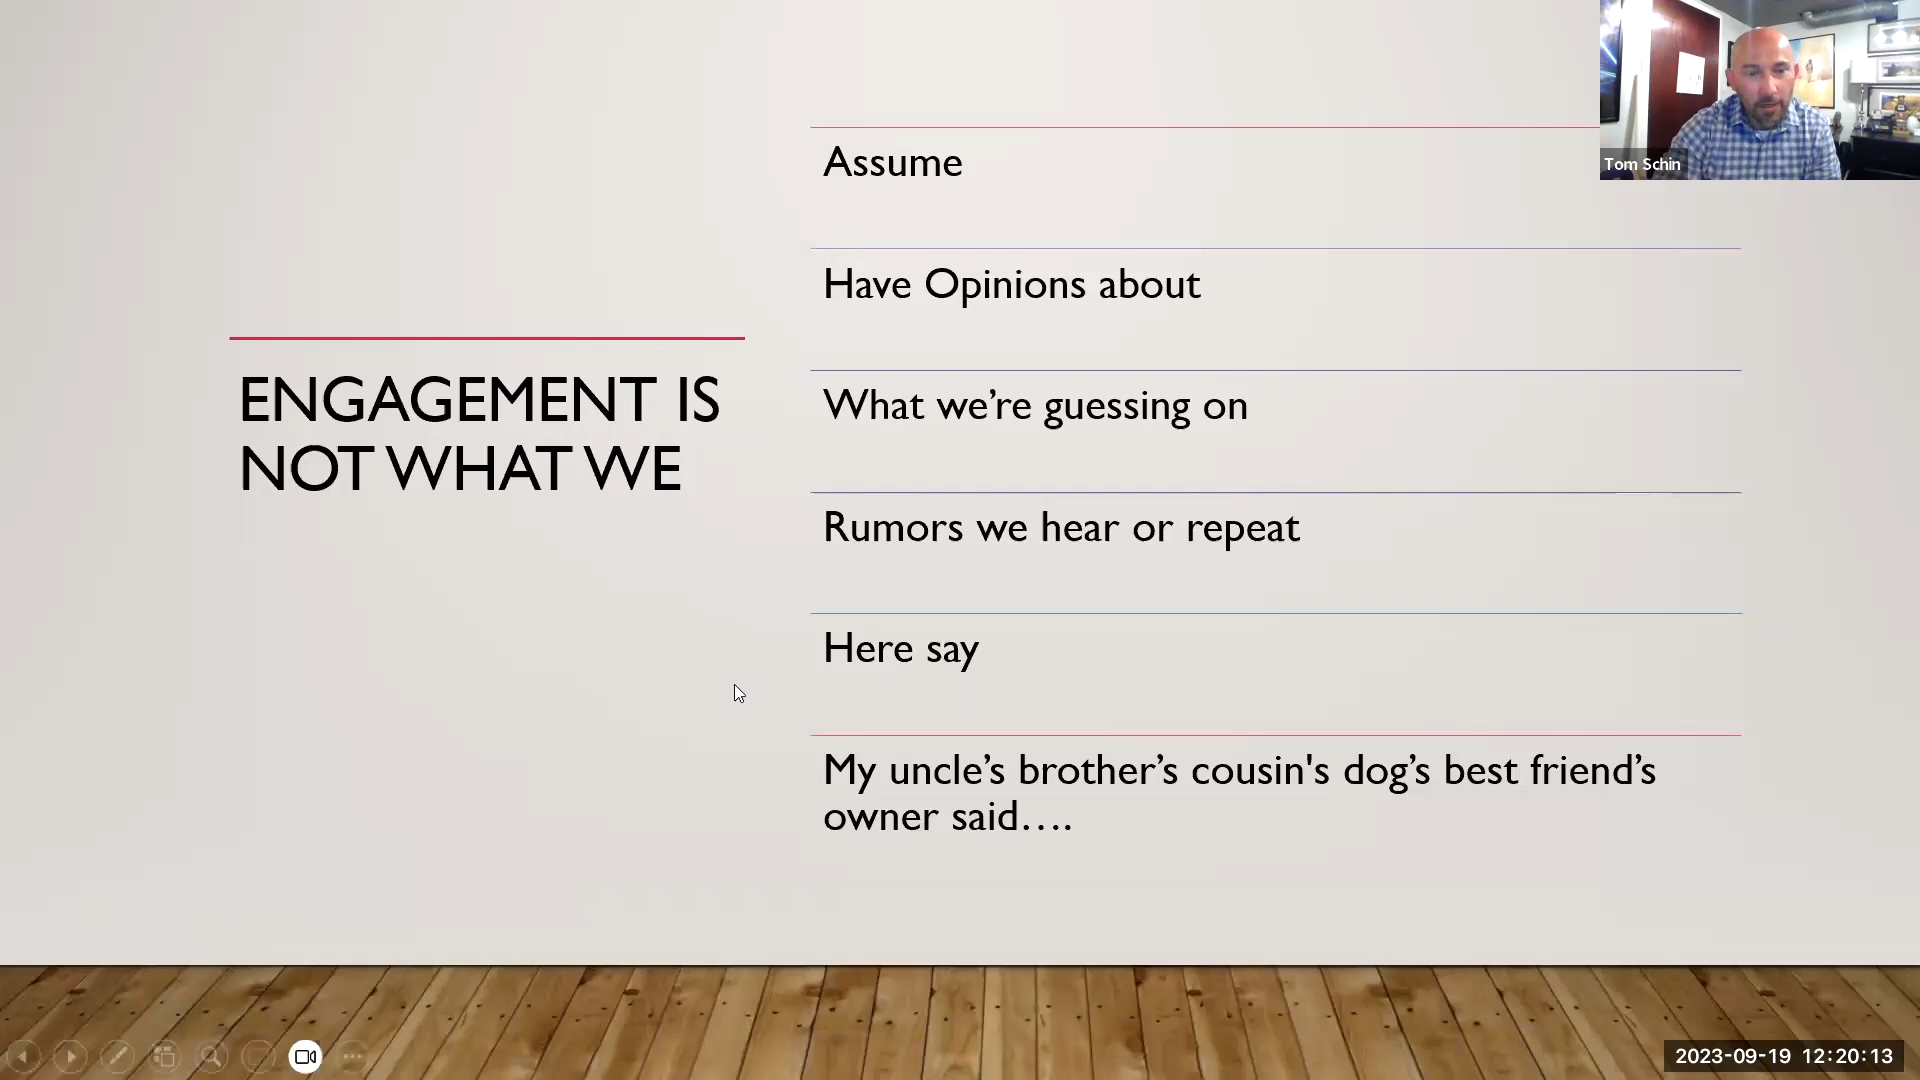 ENGAGEMENT IS
NOT WHAT WE
Assume
Have Opinions about
What we’re guessing on
Rumors we hear or repeat
Here say
My uncle’s brother’s cousin's dog’s best friend’s
owner said….
Tom Schin
2023-09-19 12:20:13